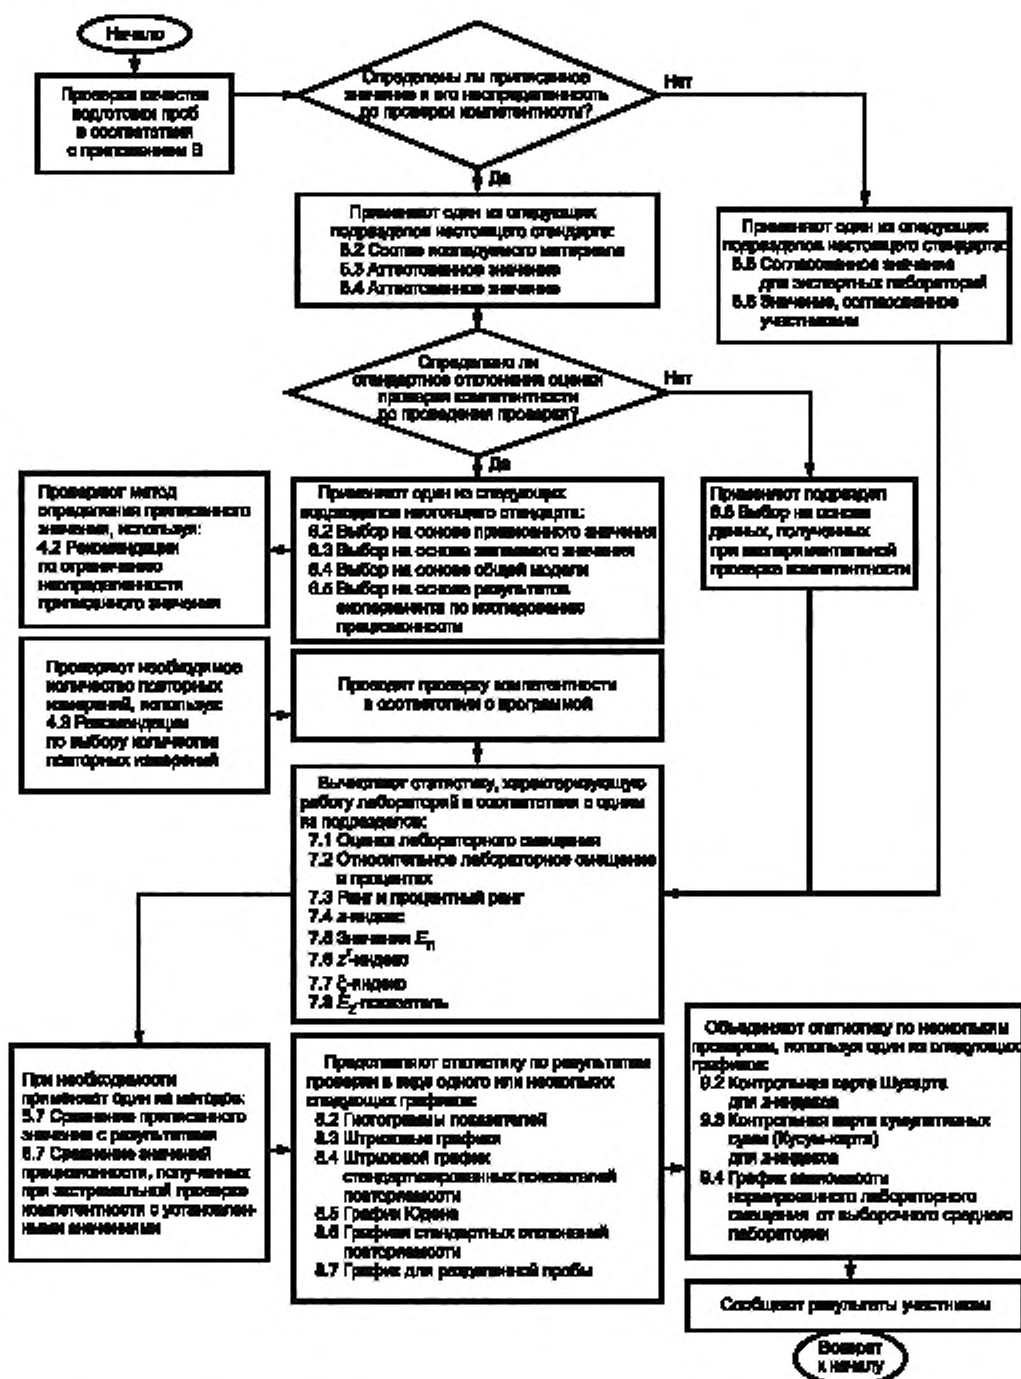 Начало
Проверка качества
подготовки проб
в соответствии
с приложением В
Определены ли приписанное
значение и его неопределенность
до проверки компетентности?
Нет
Да
Применяют один из следующих
подразделов настоящего стандарта:
5.2 Состав исследуемого материала
5.3 Аттестованное значение
5.4 Аттестованное значение
Применяют один из следующих
подразделов настоящего стандарта:
5.5 Согласованное значение
для экспертных лабораторий
5.6 Значение, согласованное
участниками
Определено ли
стандартное отклонение оценки
проверки компетентности
до проведения проверки?
Нет
Да
Проверяют метод
определения приписанного
значения, используя:
4.2 Рекомендации
по ограничению
неопределенности
приписанного значения
Применяют один из следующих
подразделов настоящего стандарта:
6.2 Выбор на основе предписанного значения
6.3 Выбор на основе желаемого значения
6.4 Выбор на основе общей модели
6.5 Выбор на основе результатов
эксперимента по исследованию
прецизионности
Применяют подраздел
6.6 Выбор на основе
данных, полученных
при экспериментальной
проверке компетентности
Проверяют необходимое
количество повторных
измерений, используя:
4.3 Рекомендации
по выбору количества
повторных измерений
Проводят проверку компетентности
в соответствии с программой
Вычисляют статистику, характеризующую
работу лабораторий в соответствии с одним
из подразделов:
7.1 Оценка лабораторного смещения
7.2 Относительное лабораторное смещение
в процентах
7.3 Ранг и процентный ранг
7.4 z-индекс
7.5 Значения Eₙ
7.6 z′-индекс
7.7 ζ-индекс
7.8 E_z-показатель
При необходимости
применяют один из методов:
5.7 Сравнение приписанного
значения с результатами
6.7 Сравнение значений
прецизионности, полученных
при экстремальной проверке
компетентности с установлен-
ными значениями
Представляют статистику по результатам
проверки в виде одного или нескольких
следующих графиков:
8.2 Гистограммы показателей
8.3 Штриховые графики
8.4 Штриховой график
стандартизированных показателей
повторяемости
8.5 График Юдена
8.6 Графики стандартных отклонений
повторяемости
8.7 График для разделенной пробы
Объединяют статистику по нескольким
проверкам, используя один из следующих
графиков:
9.2 Контрольная карта Шухарта
для z-индексов
9.3 Контрольная карта кумулятивных
сумм (Кусум-карта)
для z-индексов
9.4 График зависимости
нормированного лабораторного
смещения от выборочного среднего
лаборатории
Сообщают результаты участникам
Возврат
к началу